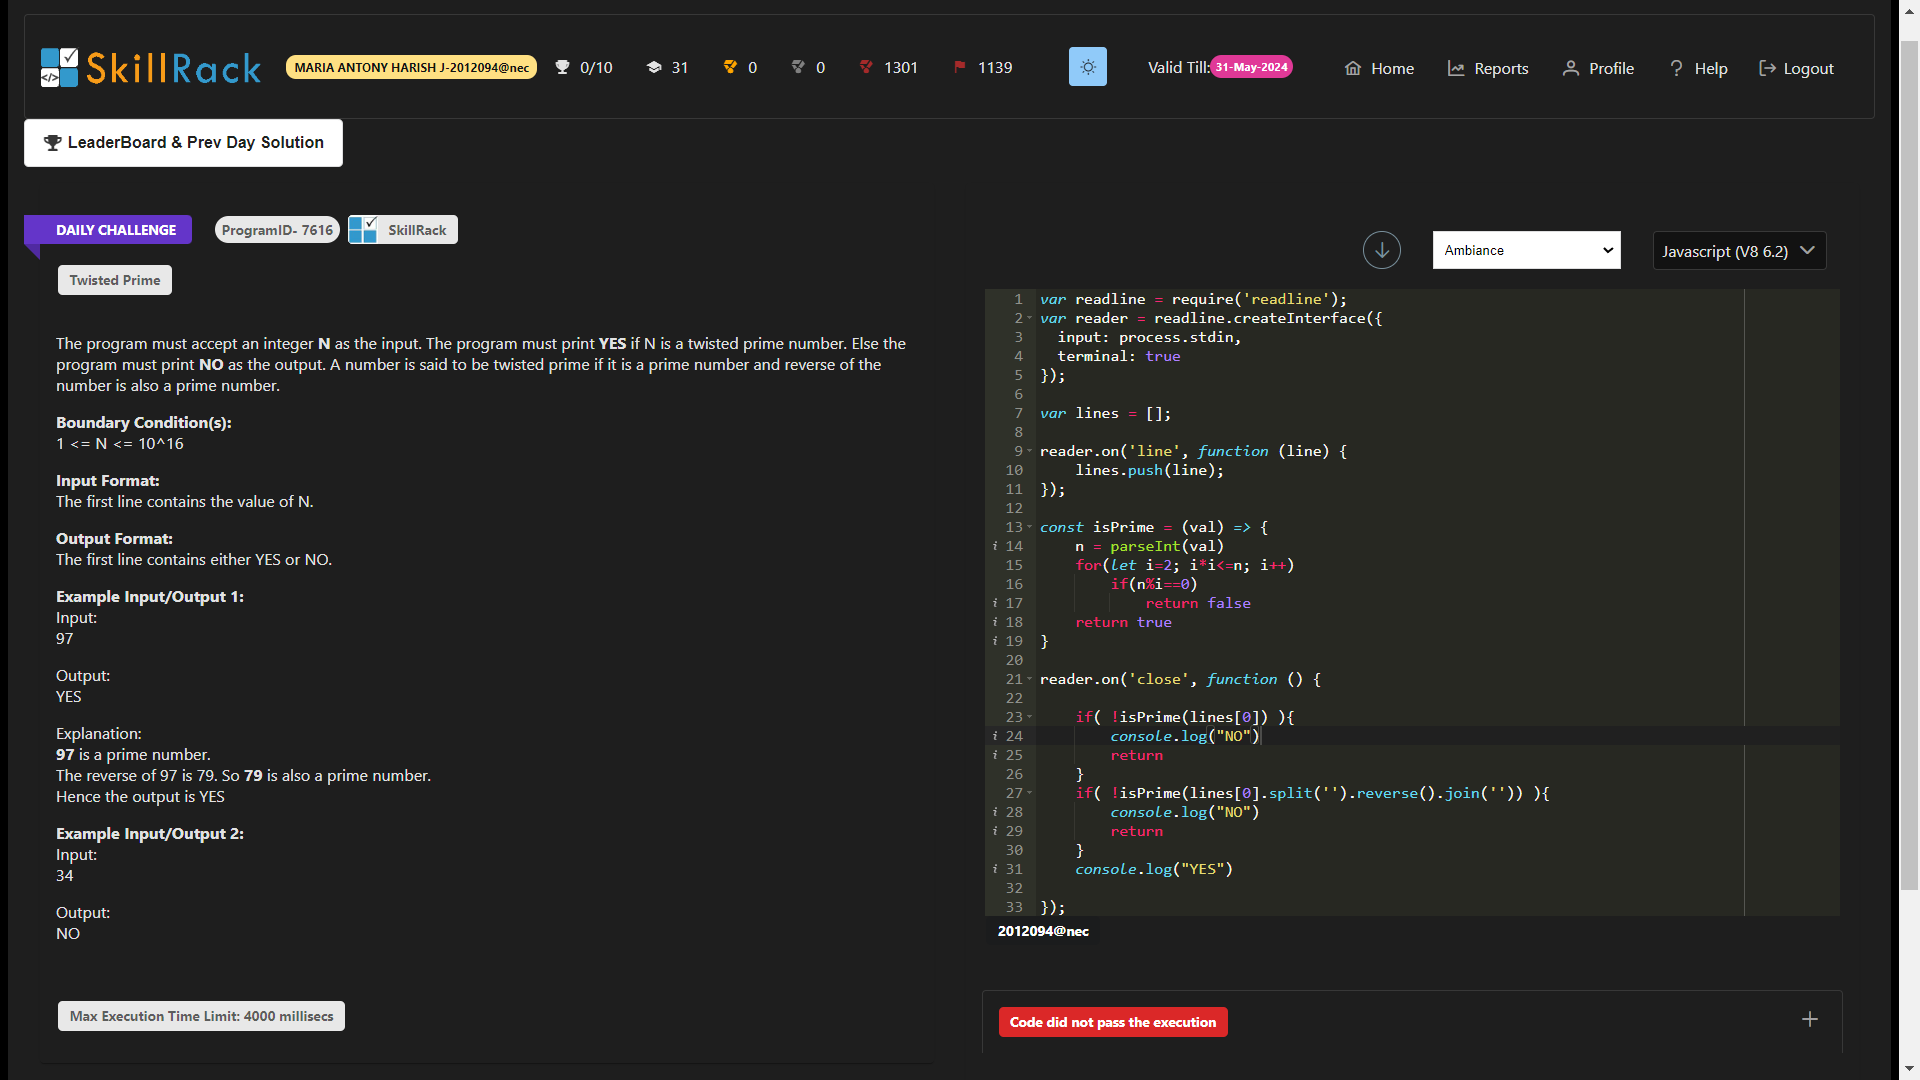 SkillRack
MARIA ANTONY HARISH J-2012094@nec
0/10
31
0
0
1301
1139
Valid Till: 31-May-2024
Home
Reports
Profile
? Help
Logout
LeaderBoard & Prev Day Solution
DAILY CHALLENGE
ProgramID- 7616
SkillRack
Ambiance
Javascript (V8 6.2)
Twisted Prime
The program must accept an integer N as the input. The program must print YES if N is a twisted prime number. Else the
program must print NO as the output. A number is said to be twisted prime if it is a prime number and reverse of the
number is also a prime number.
Boundary Condition(s):
1 <= N <= 10^16
Input Format:
The first line contains the value of N.
Output Format:
The first line contains either YES or NO.
Example Input/Output 1:
Input:
97
Output:
YES
Explanation:
97 is a prime number.
The reverse of 97 is 79. So 79 is also a prime number.
Hence the output is YES
Example Input/Output 2:
Input:
34
Output:
NO
Max Execution Time Limit: 4000 millisecs
1 var readline = require('readline');
2 var reader = readline.createInterface({
3   input: process.stdin,
4   terminal: true
5 });
6
7 var lines = [];
8
9 reader.on('line', function (line) {
10     lines.push(line);
11 });
12
13 const isPrime = (val) => {
i 14     n = parseInt(val)
15     for(let i=2; i*i<=n; i++)
16         if(n%i==0)
i 17             return false
i 18     return true
i 19 }
20
21 reader.on('close', function () {
22
23     if( !isPrime(lines[0]) ){
i 24         console.log("NO")
i 25         return
26     }
27     if( !isPrime(lines[0].split('').reverse().join('')) ){
i 28         console.log("NO")
i 29         return
30     }
i 31     console.log("YES")
32
33 });
2012094@nec
Code did not pass the execution